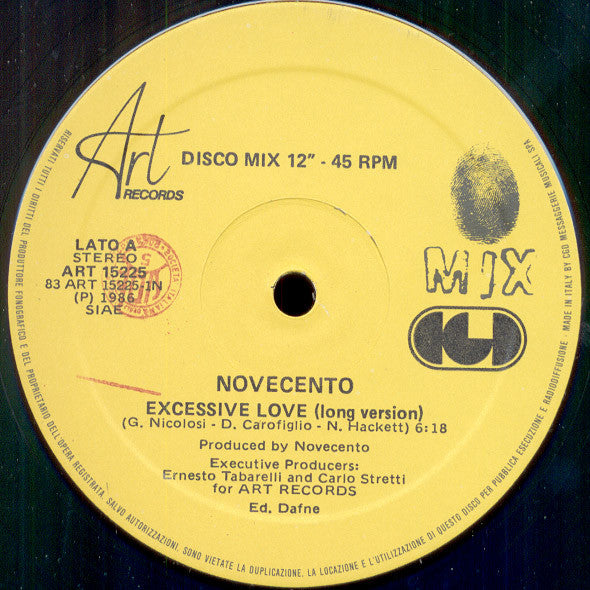 Art
RECORDS
DISCO MIX 12" - 45 RPM
MIX
LATO A
STEREO
ART 15225
83 ART 15225-1N
(P) 1986
SIAE
NOVECENTO
EXCESSIVE LOVE (long version)
(G. Nicolosi - D. Carofiglio - N. Hackett) 6:18
Produced by Novecento
Executive Producers:
Ernesto Tabarelli and Carlo Stretti
for ART RECORDS
Ed. Dafne
RISERVATI TUTTI I DIRITTI DEL PRODUTTORE FONOGRAFICO E DEL PROPRIETARIO DELL'OPERA REGISTRATA. SALVO AUTORIZZAZIONI, SONO VIETATE LA DUPLICAZIONE, LA LOCAZIONE E L'UTILIZZAZIONE DI QUESTO DISCO PER PUBBLICA ESECUZIONE E RADIODIFFUSIONE - MADE IN ITALY BY CGD MESSAGGERIE MUSICALI SPA